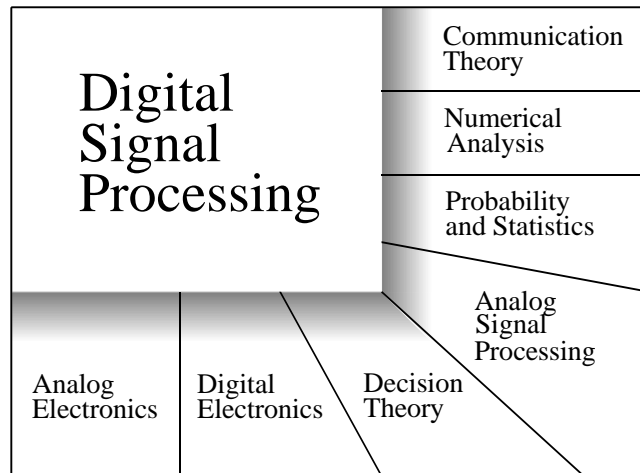 Digital
Signal
Processing
Communication
Theory
Numerical
Analysis
Probability
and Statistics
Analog
Signal
Processing
Decision
Theory
Digital
Electronics
Analog
Electronics